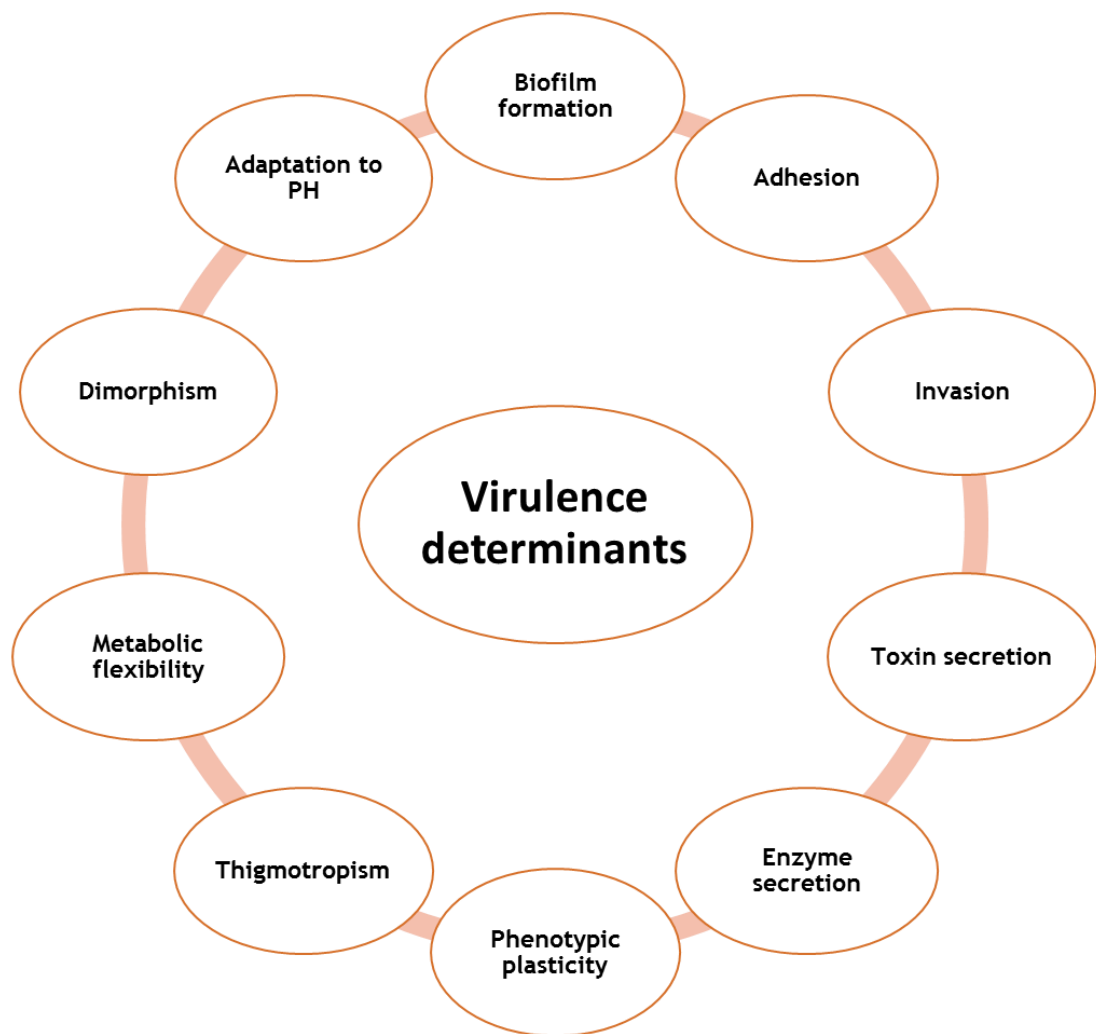 Biofilm
formation
Adhesion
Invasion
Toxin secretion
Enzyme
secretion
Phenotypic
plasticity
Thigmotropism
Metabolic
flexibility
Dimorphism
Adaptation to
PH
Virulence
determinants